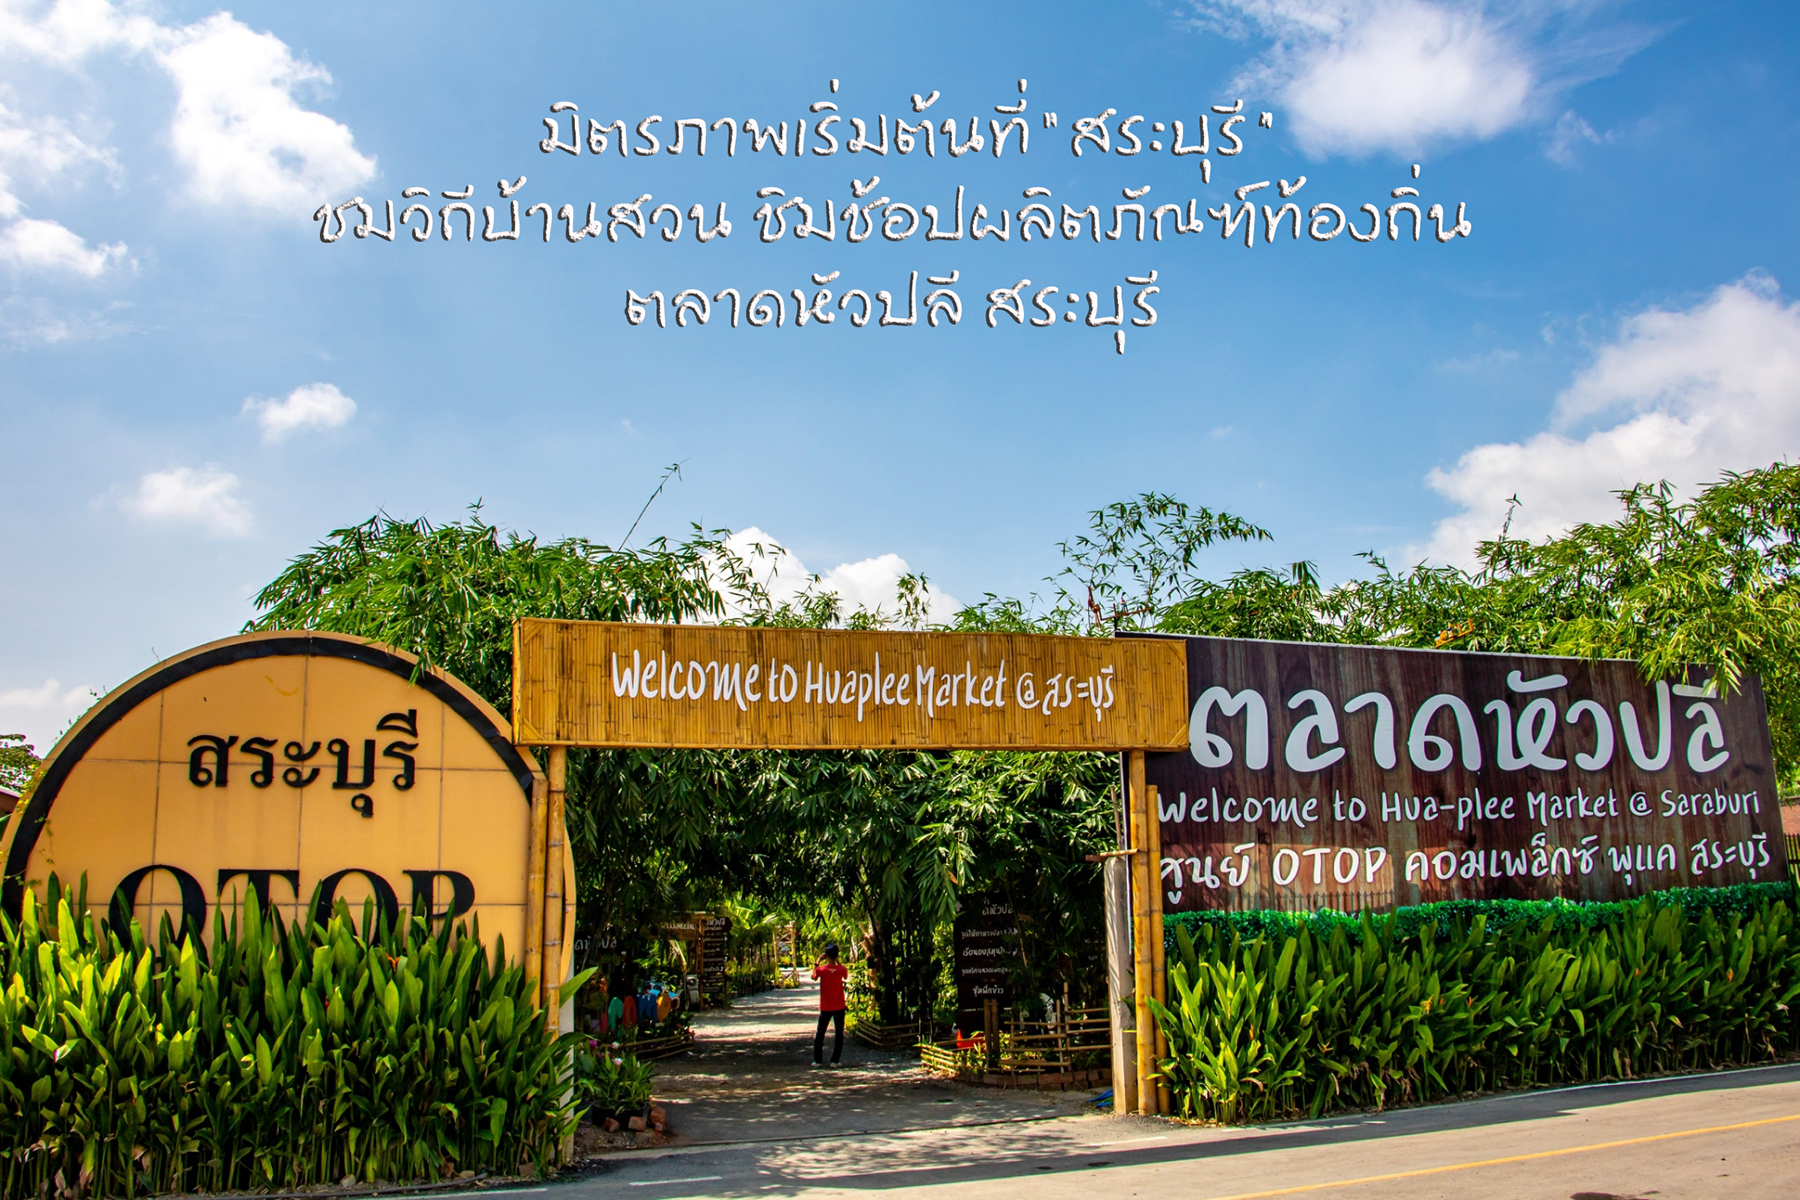 มิตรภาพเริ่มต้นที่ "สระบุรี"
ชมวิถีบ้านสวน ชิมช้อปผลิตภัณฑ์ท้องถิ่น
ตลาดหัวปลี สระบุรี
Welcome to Huaplee Market @ สระบุรี
ตลาดหัวปลี
Welcome to Hua-plee Market @ Saraburi
ศูนย์ OTOP คอมเพล็กซ์ พุแค สระบุรี
สระบุรี
OTOP